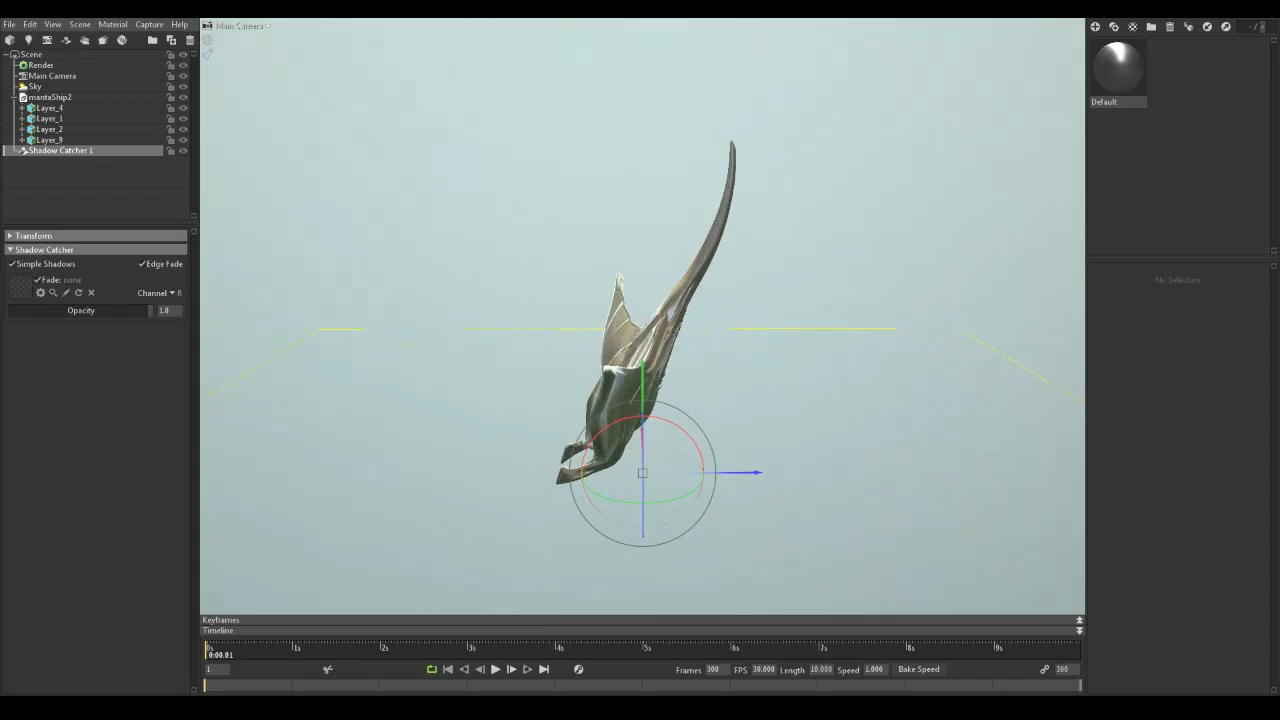 File Edit View Scene Material Capture Help
Main Camera
- /
Scene
Render
Main Camera
Sky
mantaShip2
Layer_4
Layer_1
Layer_2
Layer_9
Shadow Catcher 1
Default
Transform
Shadow Catcher
Simple Shadows Edge Fade
Fade: none
Channel R
Opacity 1.0
No Selection
Keyframes
Timeline
0s 1s 2s 3s 4s 5s 6s 7s 8s 9s
0:00.01
1 Frames 300 FPS 30.000 Length 10.000 Speed 1.000 Bake Speed 300